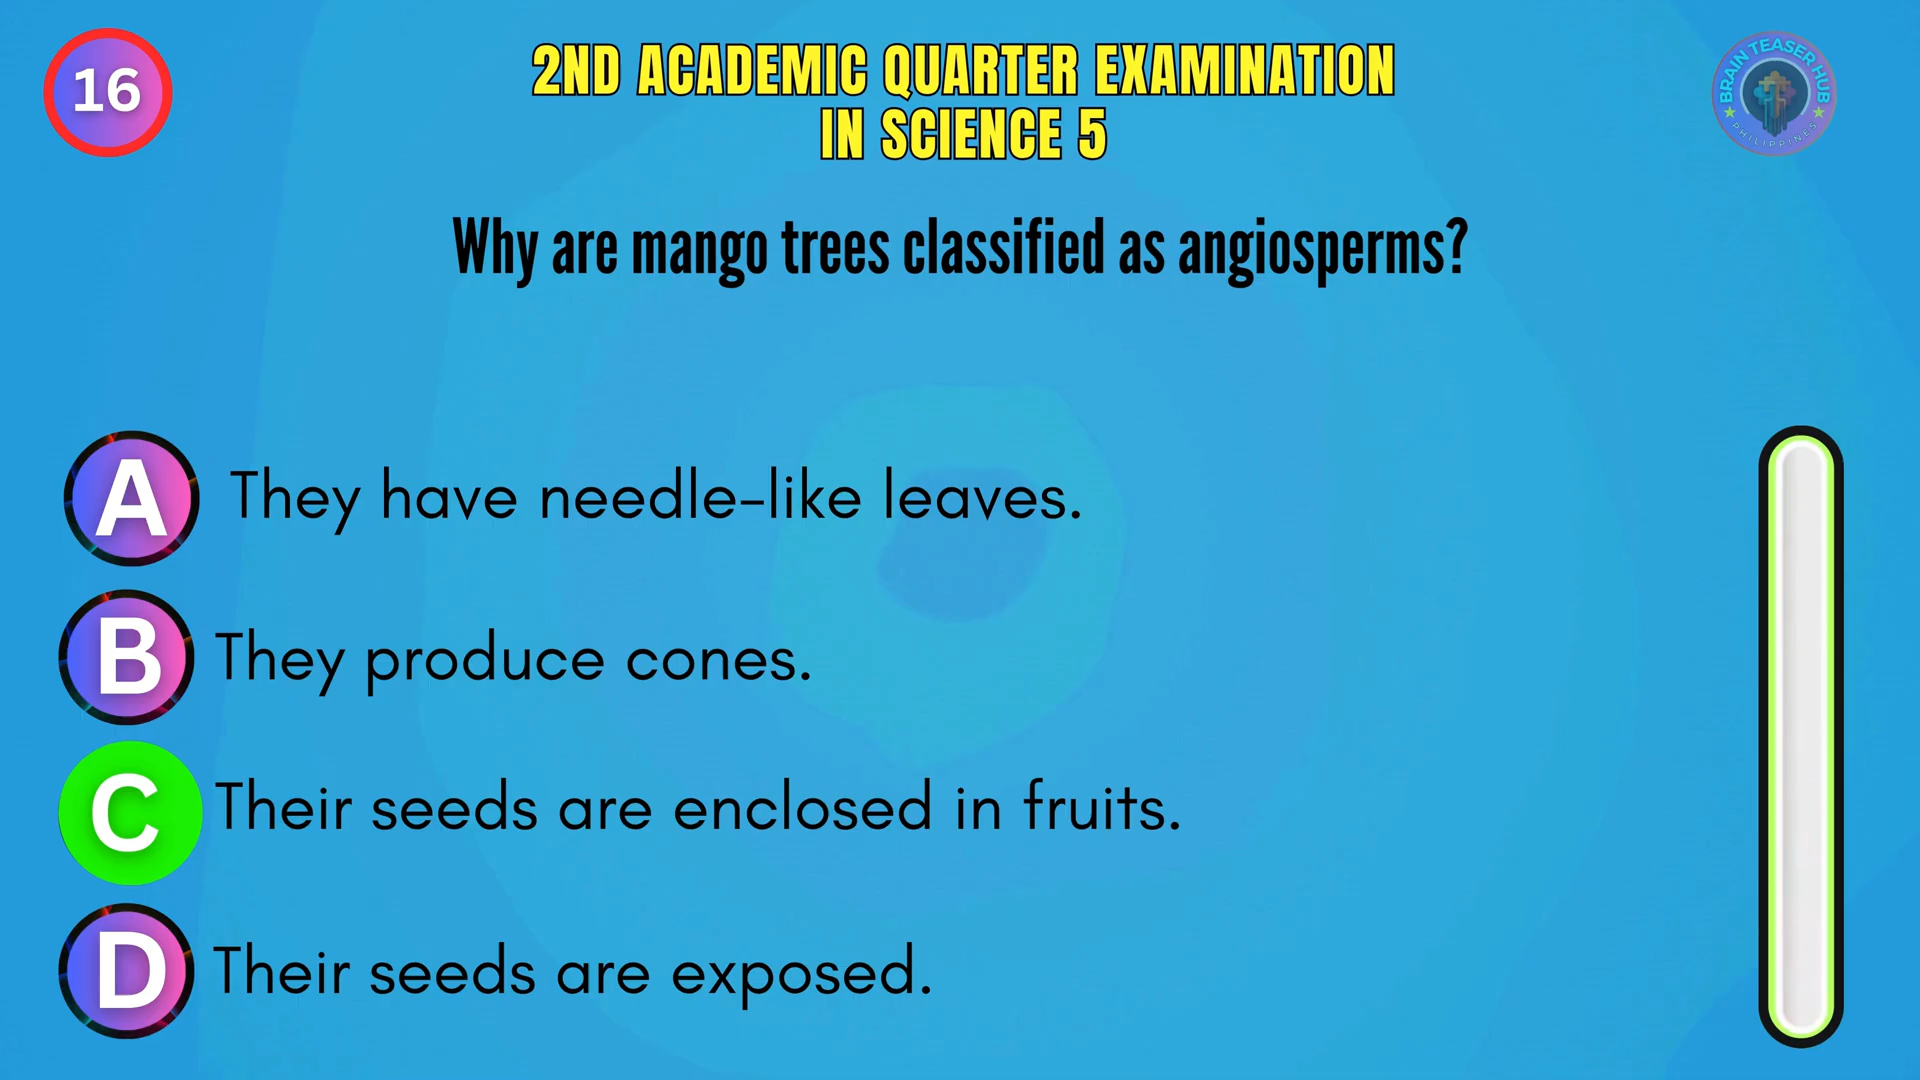 16
2ND ACADEMIC QUARTER EXAMINATION
IN SCIENCE 5
BRAIN TEASER HUB
PHILIPPINES
Why are mango trees classified as angiosperms?
A They have needle-like leaves.
B They produce cones.
C Their seeds are enclosed in fruits.
D Their seeds are exposed.